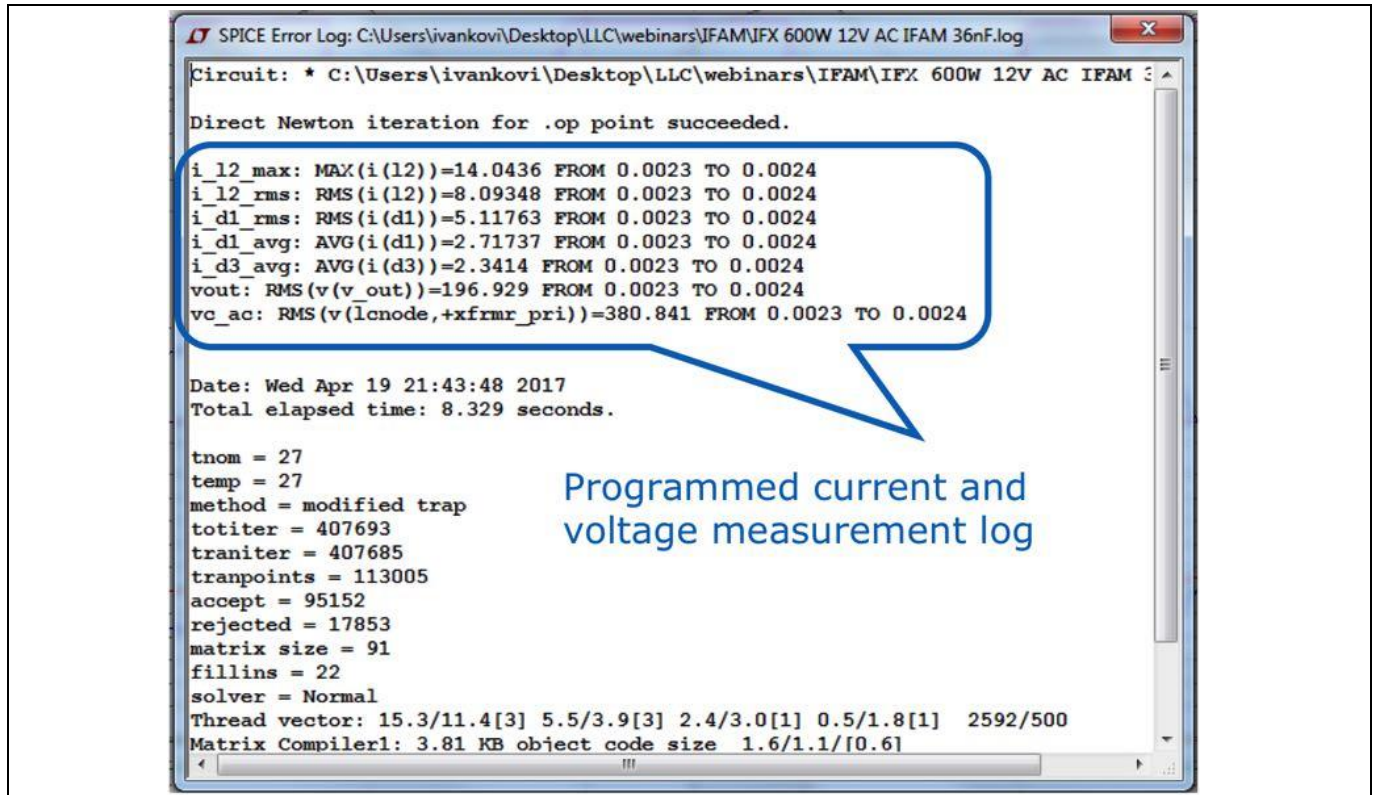 SPICE Error Log: C:\Users\ivankovi\Desktop\LLC\webinars\IFAM\IFX 600W 12V AC IFAM 36nF.log
Circuit: * C:\Users\ivankovi\Desktop\LLC\webinars\IFAM\IFX 600W 12V AC IFAM 3
Direct Newton iteration for .op point succeeded.
i_l2_max: MAX(i(l2))=14.0436 FROM 0.0023 TO 0.0024
i_l2_rms: RMS(i(l2))=8.09348 FROM 0.0023 TO 0.0024
i_d1_rms: RMS(i(d1))=5.11763 FROM 0.0023 TO 0.0024
i_d1_avg: AVG(i(d1))=2.71737 FROM 0.0023 TO 0.0024
i_d3_avg: AVG(i(d3))=2.3414 FROM 0.0023 TO 0.0024
vout: RMS(v(v_out))=196.929 FROM 0.0023 TO 0.0024
vc_ac: RMS(v(lcnode,+xfrmr_pri))=380.841 FROM 0.0023 TO 0.0024
Date: Wed Apr 19 21:43:48 2017
Total elapsed time: 8.329 seconds.
tnom = 27
temp = 27
method = modified trap
totiter = 407693
traniter = 407685
tranpoints = 113005
accept = 95152
rejected = 17853
matrix size = 91
fillins = 22
solver = Normal
Thread vector: 15.3/11.4[3] 5.5/3.9[3] 2.4/3.0[1] 0.5/1.8[1] 2592/500
Matrix Compiler1: 3.81 KB object code size 1.6/1.1/[0.6]
Programmed current and
voltage measurement log